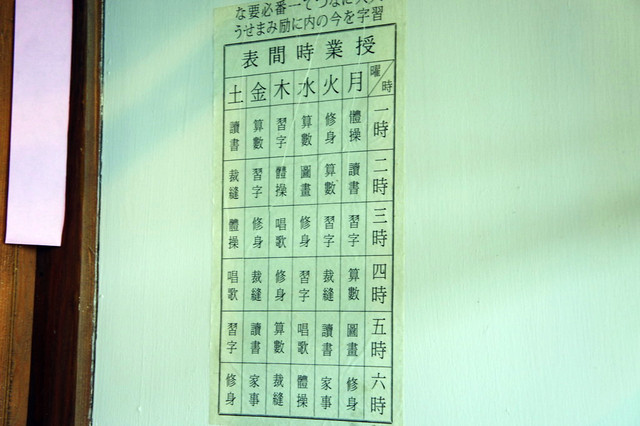 になつて一番必要な
習字を今の内に励みませう
授業時間表
曜 時 月 火 水 木 金 土
一時 體操 修身 算數 習字 算數 讀書
二時 讀書 算數 圖畫 體操 習字 裁縫
三時 習字 習字 修身 唱歌 修身 體操
四時 算數 裁縫 習字 修身 裁縫 唱歌
五時 圖畫 讀書 唱歌 算數 讀書 習字
六時 修身 家事 體操 裁縫 家事 修身